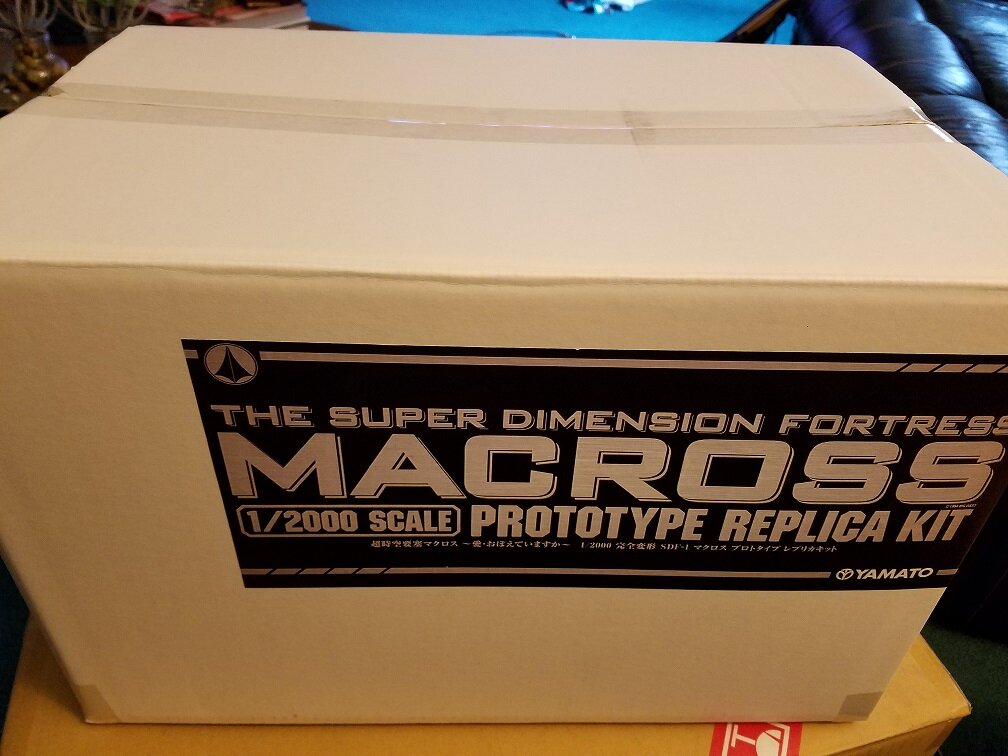 THE SUPER DIMENSION FORTRESS
MACROSS
1/2000 SCALE PROTOTYPE REPLICA KIT
超時空要塞マクロス ~愛・おぼえていますか~ 1/2000 完全変形 SDF-1 マクロス プロトタイプ レプリカキット
YAMATO